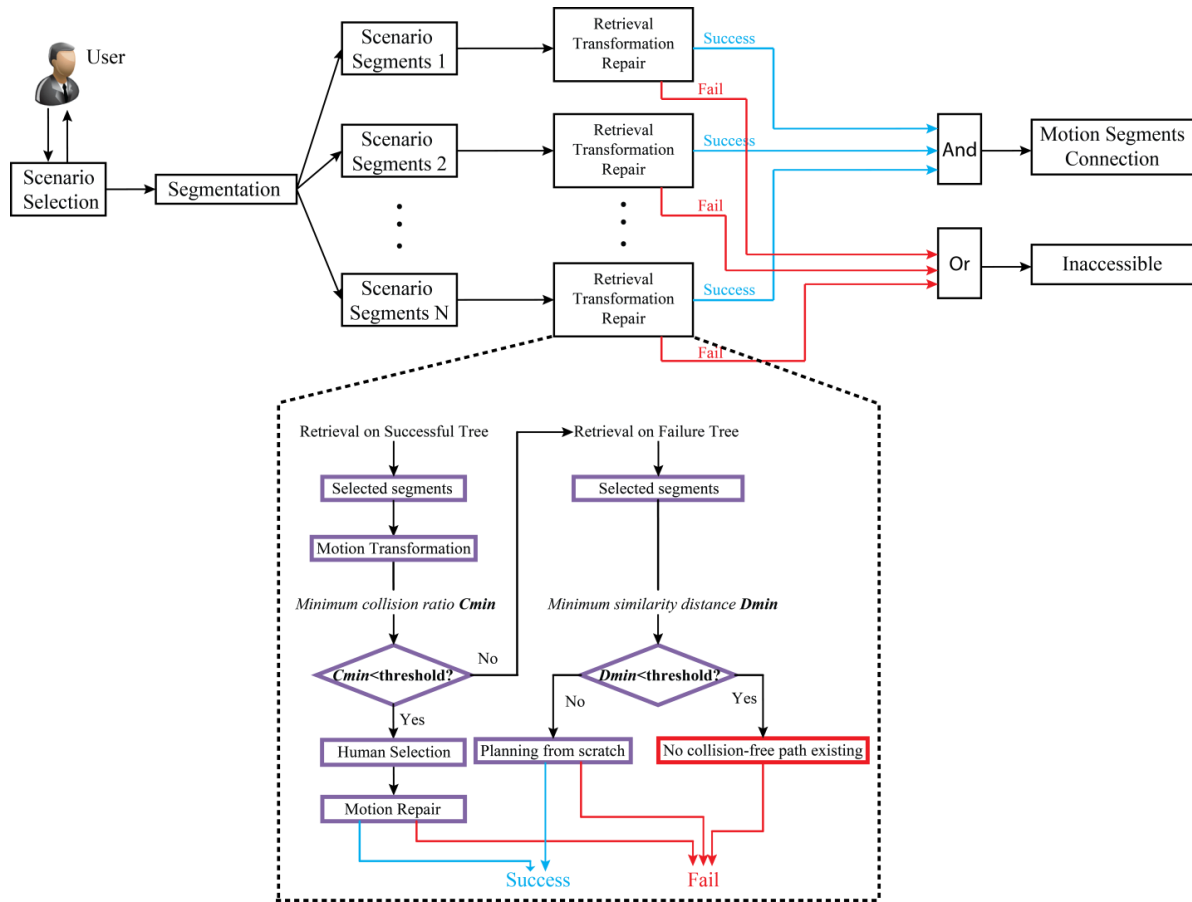 User
Scenario
Selection
Segmentation
Scenario
Segments 1
Retrieval
Transformation
Repair
Success
Fail
Scenario
Segments 2
Retrieval
Transformation
Repair
Success
Fail
Scenario
Segments N
Retrieval
Transformation
Repair
Success
Fail
And
Motion Segments
Connection
Or
Inaccessible
Retrieval on Successful Tree
Selected segments
Motion Transformation
Minimum collision ratio Cmin
Cmin<threshold?
No
Yes
Human Selection
Motion Repair
Retrieval on Failure Tree
Selected segments
Minimum similarity distance Dmin
Dmin<threshold?
No
Yes
Planning from scratch
No collision-free path existing
Success
Fail